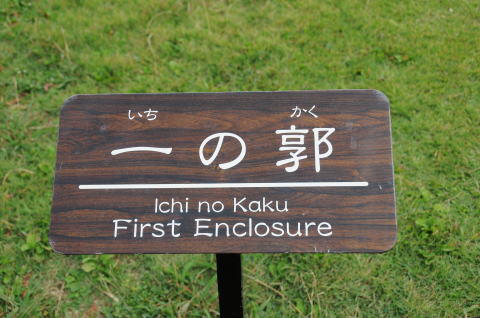 いち かく
一の郭
Ichi no Kaku
First Enclosure